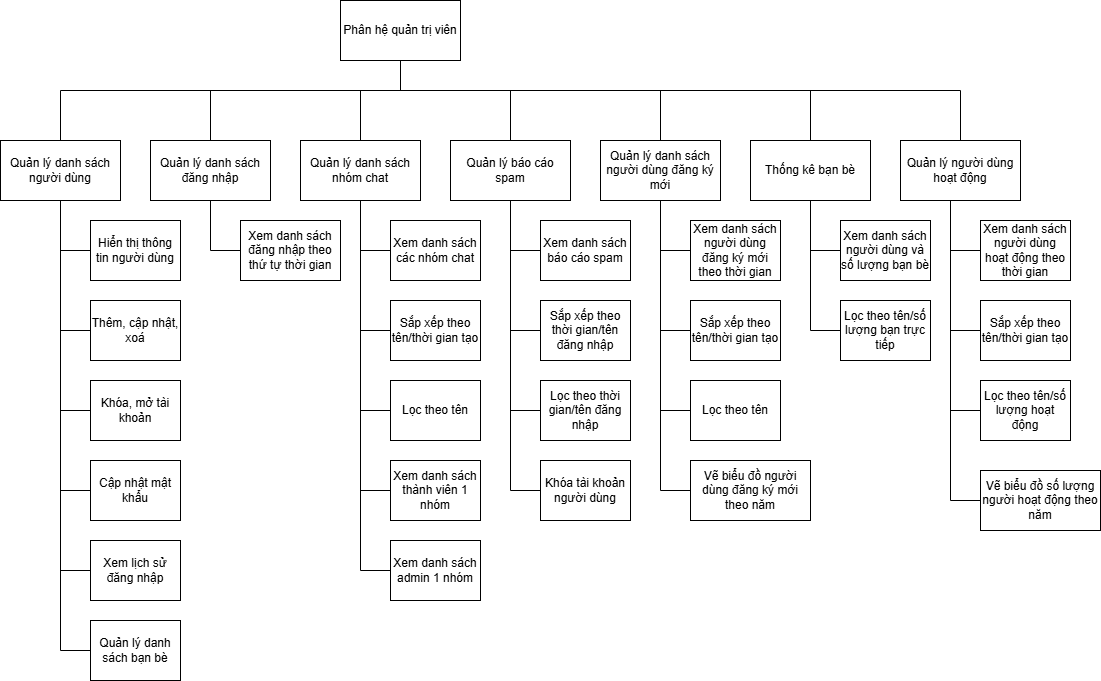 Phân hệ quản trị viên
Quản lý danh sách
người dùng
Quản lý danh sách
đăng nhập
Quản lý danh sách
nhóm chat
Quản lý báo cáo
spam
Quản lý danh sách
người dùng đăng ký
mới
Thống kê bạn bè
Quản lý người dùng
hoạt động
Hiển thị thông
tin người dùng
Thêm, cập nhật,
xoá
Khóa, mở tài
khoản
Cập nhật mật
khẩu
Xem lịch sử
đăng nhập
Quản lý danh
sách bạn bè
Xem danh sách
đăng nhập theo
thứ tự thời gian
Xem danh sách
các nhóm chat
Sắp xếp theo
tên/thời gian tạo
Lọc theo tên
Xem danh sách
thành viên 1
nhóm
Xem danh sách
admin 1 nhóm
Xem danh sách
báo cáo spam
Sắp xếp theo
thời gian/tên
đăng nhập
Lọc theo thời
gian/tên đăng
nhập
Khóa tài khoản
người dùng
Xem danh sách
người dùng
đăng ký mới
theo thời gian
Sắp xếp theo
tên/thời gian tạo
Lọc theo tên
Vẽ biểu đồ người
dùng đăng ký mới
theo năm
Xem danh sách
người dùng và
số lượng bạn bè
Lọc theo tên/số
lượng bạn trực
tiếp
Xem danh sách
người dùng
hoạt động theo
thời gian
Sắp xếp theo
tên/thời gian tạo
Lọc theo tên/số
lượng hoạt
động
Vẽ biểu đồ số lượng
người hoạt động theo
năm